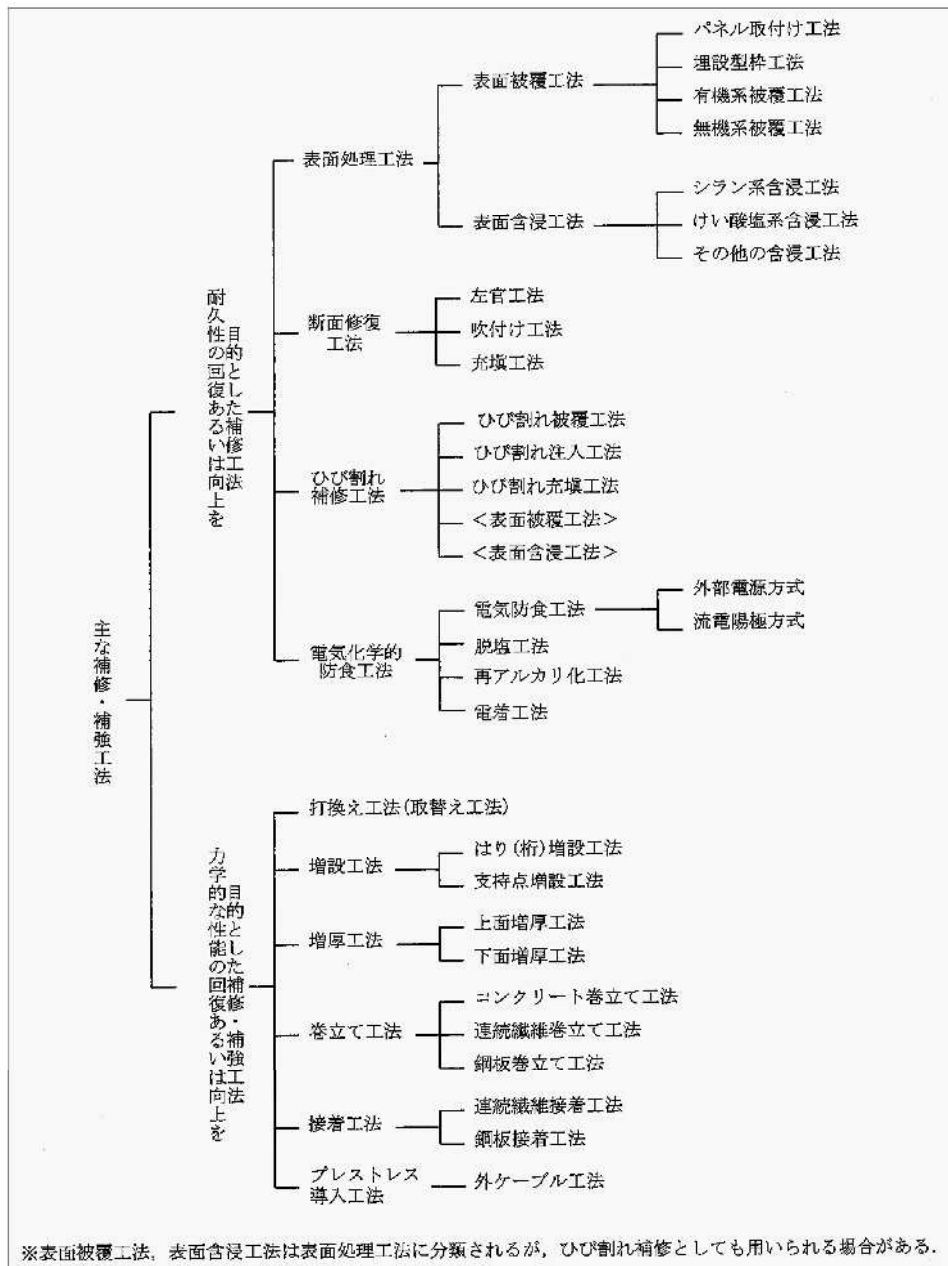 主な補修・補強工法
耐久性の回復あるいは向上を
目的とした補修工法
表面処理工法
表面被覆工法
パネル取付け工法
埋設型枠工法
有機系被覆工法
無機系被覆工法
表面含浸工法
シラン系含浸工法
けい酸塩系含浸工法
その他の含浸工法
断面修復
工法
左官工法
吹付け工法
充填工法
ひび割れ
補修工法
ひび割れ被覆工法
ひび割れ注入工法
ひび割れ充填工法
<表面被覆工法>
<表面含浸工法>
電気化学的
防食工法
電気防食工法
外部電源方式
流電陽極方式
脱塩工法
再アルカリ化工法
電着工法
力学的な性能の回復あるいは向上を
目的とした補修・補強工法
打換え工法(取替え工法)
増設工法
はり(桁)増設工法
支持点増設工法
増厚工法
上面増厚工法
下面増厚工法
巻立て工法
コンクリート巻立て工法
連続繊維巻立て工法
鋼板巻立て工法
接着工法
連続繊維接着工法
鋼板接着工法
プレストレス
導入工法
外ケーブル工法
※表面被覆工法，表面含浸工法は表面処理工法に分類されるが，ひび割れ補修としても用いられる場合がある．